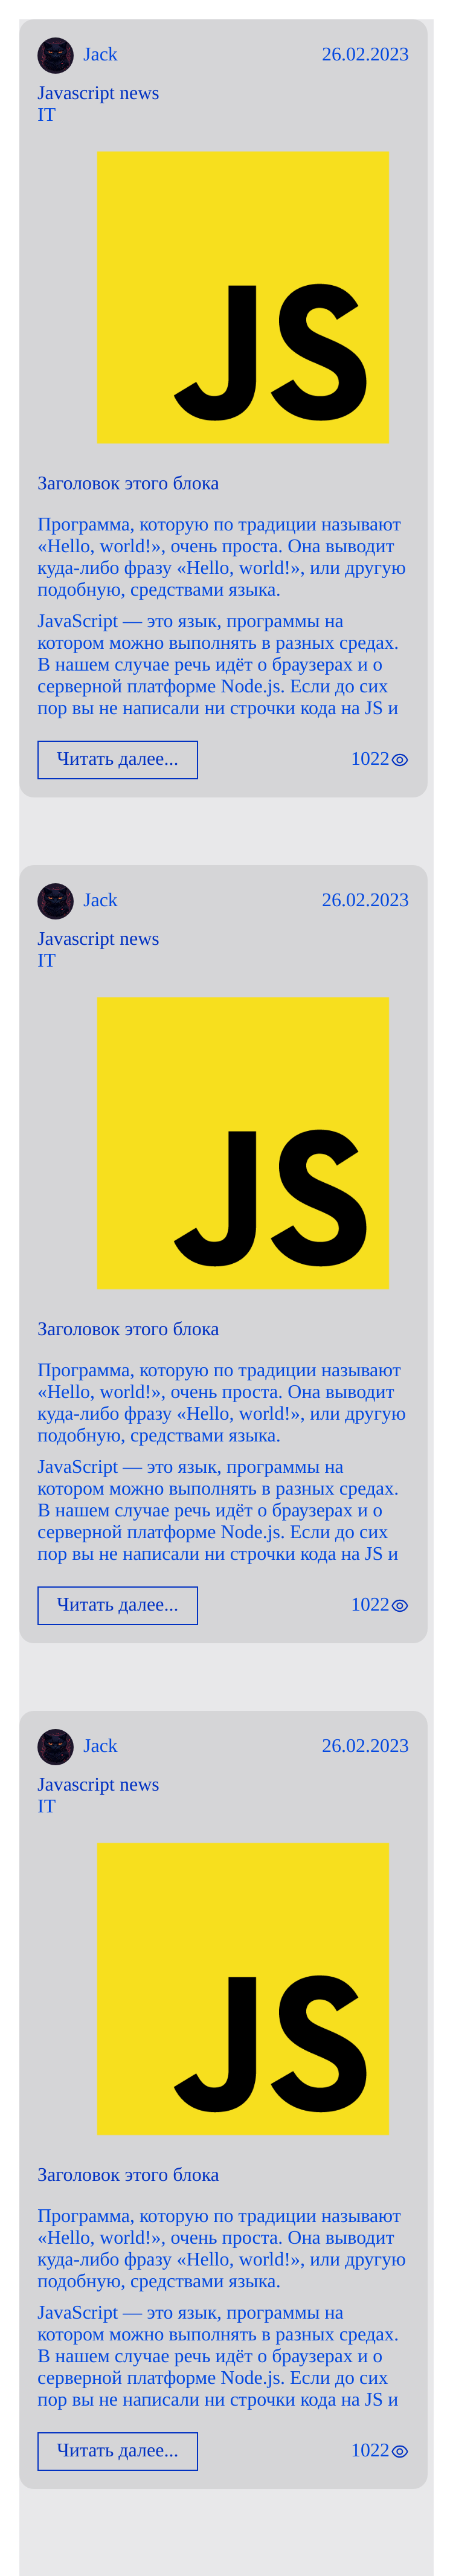 Jack 26.02.2023
Javascript news
IT
JS
Заголовок этого блока
Программа, которую по традиции называют
«Hello, world!», очень проста. Она выводит
куда-либо фразу «Hello, world!», или другую
подобную, средствами языка.
JavaScript — это язык, программы на
котором можно выполнять в разных средах.
В нашем случае речь идёт о браузерах и о
серверной платформе Node.js. Если до сих
пор вы не написали ни строчки кода на JS и
Читать далее... 1022
Jack 26.02.2023
Javascript news
IT
JS
Заголовок этого блока
Программа, которую по традиции называют
«Hello, world!», очень проста. Она выводит
куда-либо фразу «Hello, world!», или другую
подобную, средствами языка.
JavaScript — это язык, программы на
котором можно выполнять в разных средах.
В нашем случае речь идёт о браузерах и о
серверной платформе Node.js. Если до сих
пор вы не написали ни строчки кода на JS и
Читать далее... 1022
Jack 26.02.2023
Javascript news
IT
JS
Заголовок этого блока
Программа, которую по традиции называют
«Hello, world!», очень проста. Она выводит
куда-либо фразу «Hello, world!», или другую
подобную, средствами языка.
JavaScript — это язык, программы на
котором можно выполнять в разных средах.
В нашем случае речь идёт о браузерах и о
серверной платформе Node.js. Если до сих
пор вы не написали ни строчки кода на JS и
Читать далее... 1022